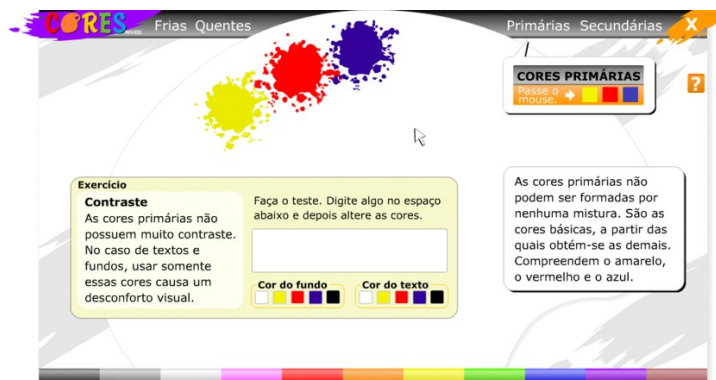 CORES
Frias Quentes
Primárias Secundárias X
CORES PRIMÁRIAS
Passe o
mouse.
?
Exercício
Contraste
As cores primárias não
possuem muito contraste.
No caso de textos e
fundos, usar somente
essas cores causa um
desconforto visual.
Faça o teste. Digite algo no espaço
abaixo e depois altere as cores.
Cor do fundo
Cor do texto
As cores primárias não
podem ser formadas por
nenhuma mistura. São as
cores básicas, a partir das
quais obtém-se as demais.
Compreendem o amarelo,
o vermelho e o azul.